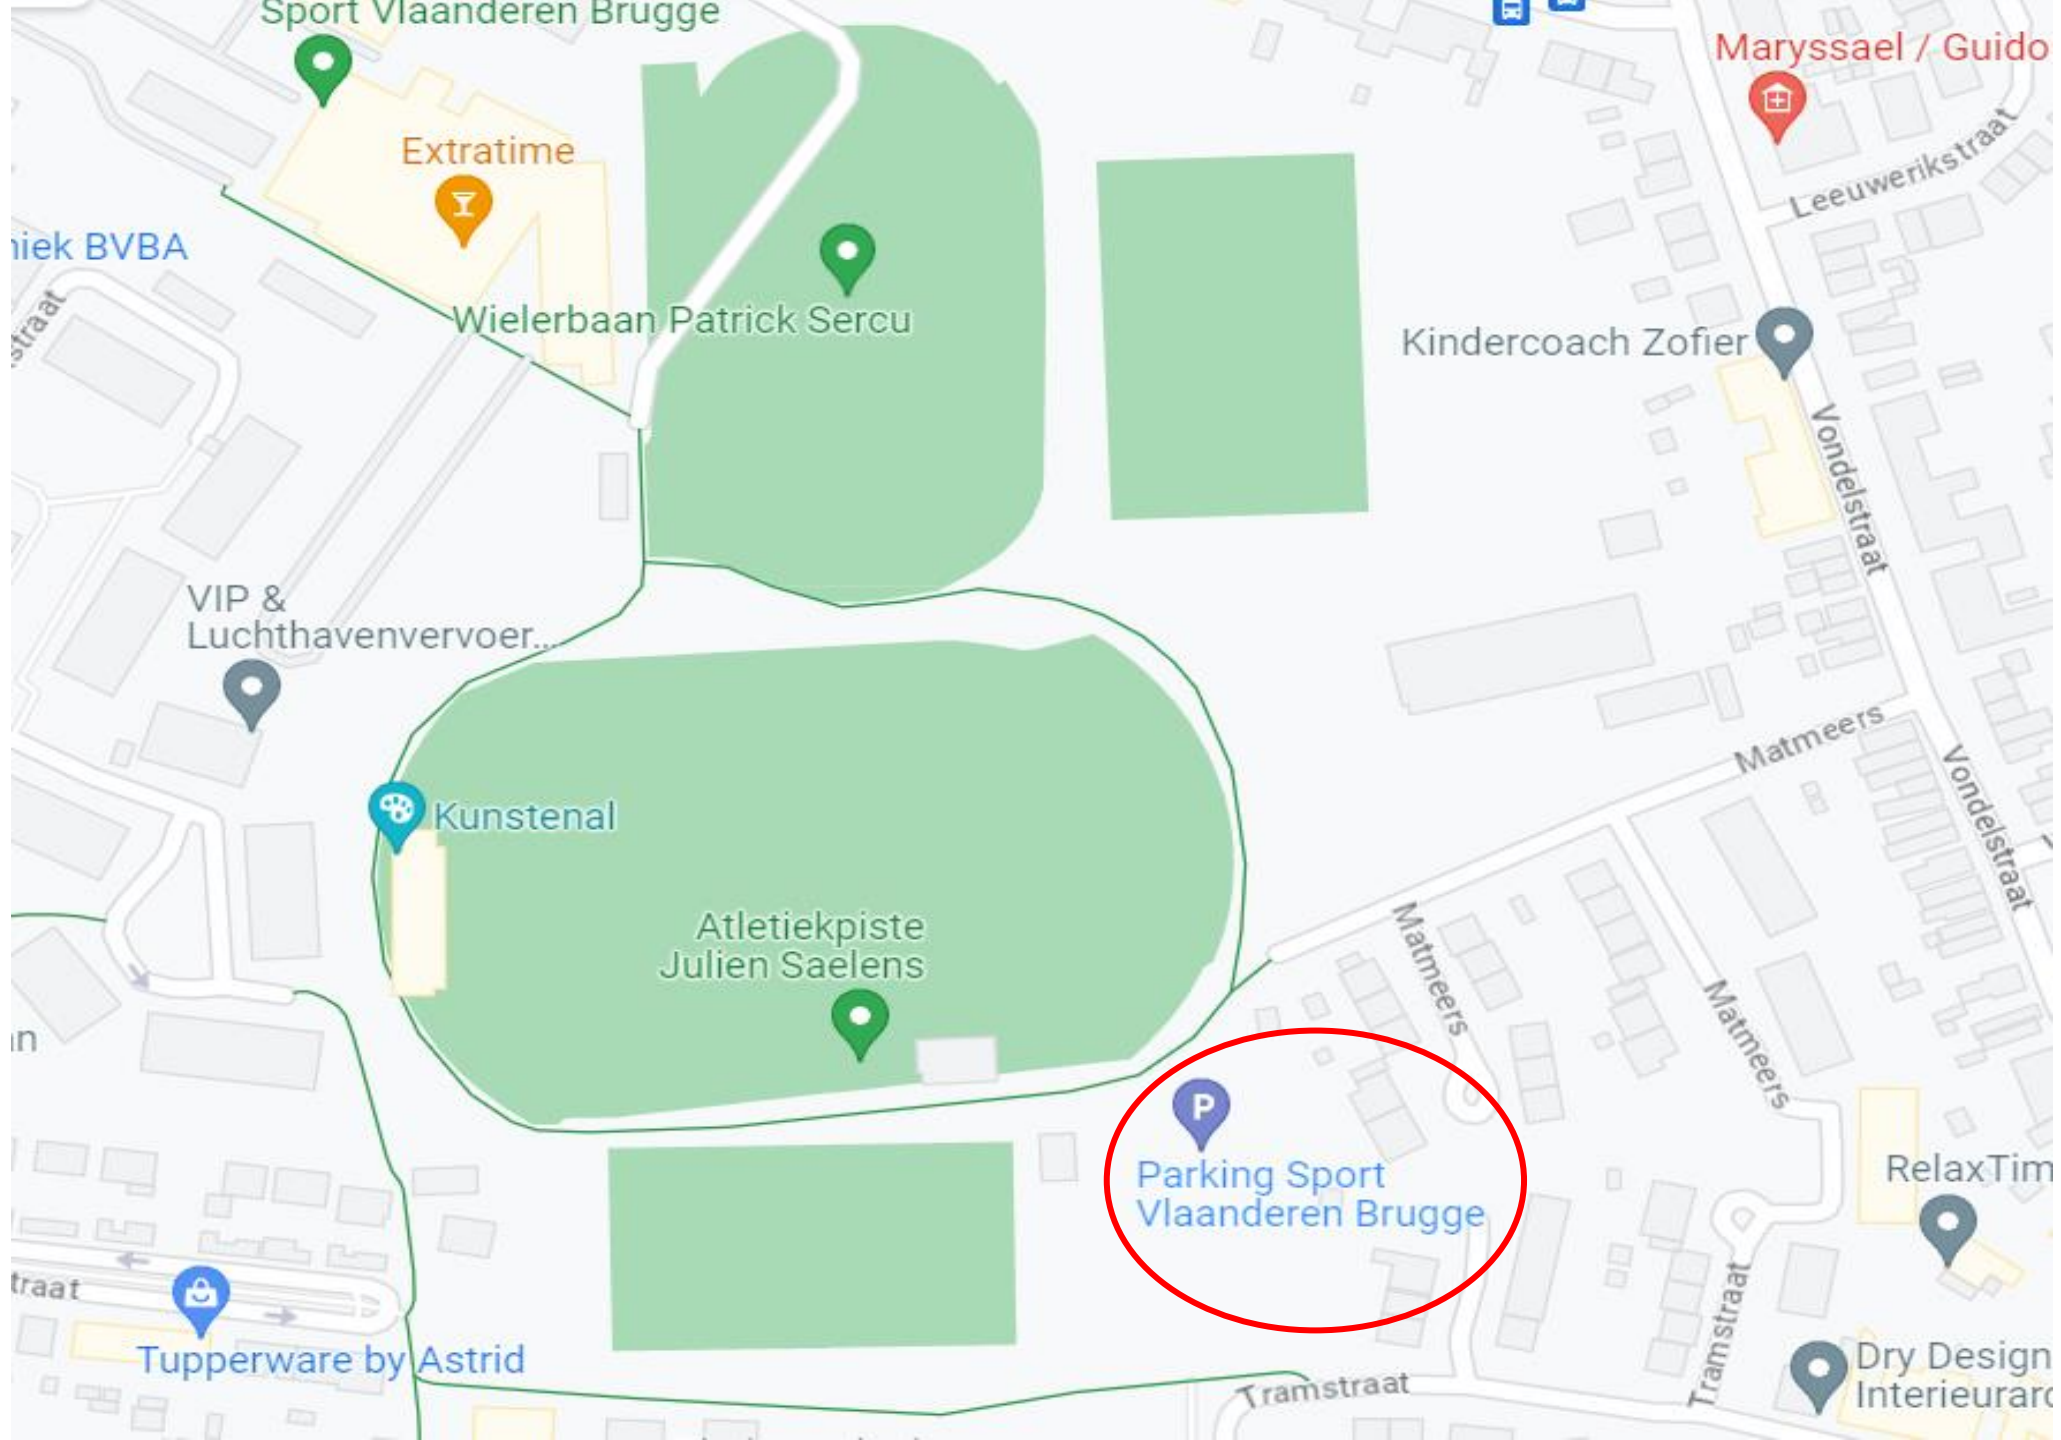 Sport Vlaanderen Brugge
Maryssael / Guido
Extratime
Leeuwerikstraat
niek BVBA
straat
Wielerbaan Patrick Sercu
Kindercoach Zofier
Vondelstraat
VIP &
Luchthavenvervoer...
Matmeers
Vondelstraat
Kunstenal
Atletiekpiste
Julien Saelens
Matmeers
Matmeers
P
Parking Sport
Vlaanderen Brugge
RelaxTim
traat
Tramstraat
Tupperware by Astrid
Tramstraat
Dry Design
Interieurarc